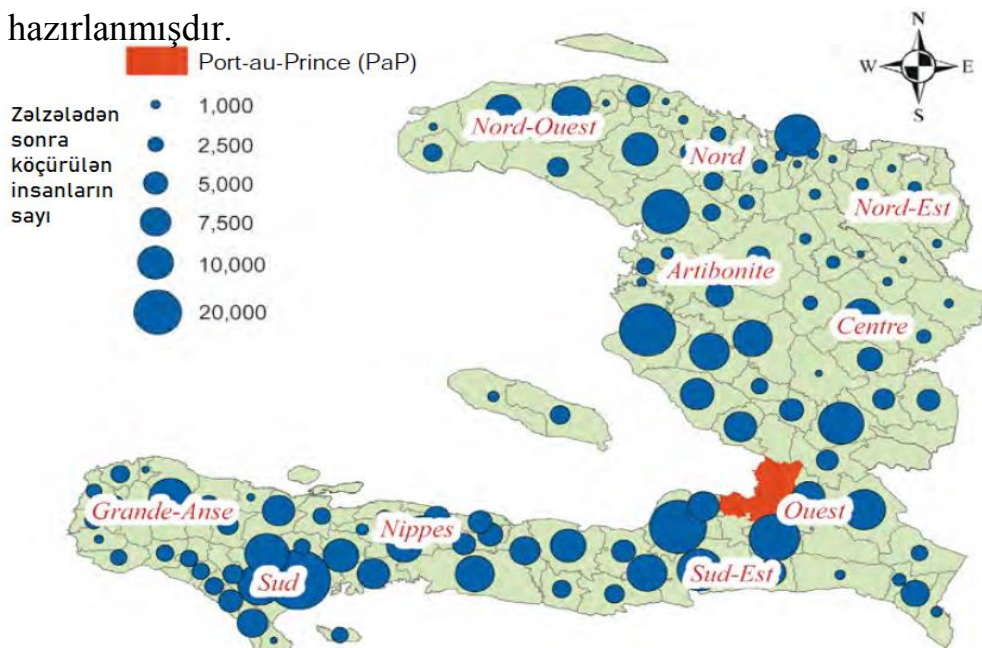 hazırlanmışdır.
Port-au-Prince (PaP)
Zəlzələdən
sonra
köçürülən
insanların
sayı
1,000
2,500
5,000
7,500
10,000
20,000
N
W
E
S
Nord-Ouest
Nord
Nord-Est
Artibonite
Centre
Grande-Anse
Nippes
Ouest
Sud
Sud-Est